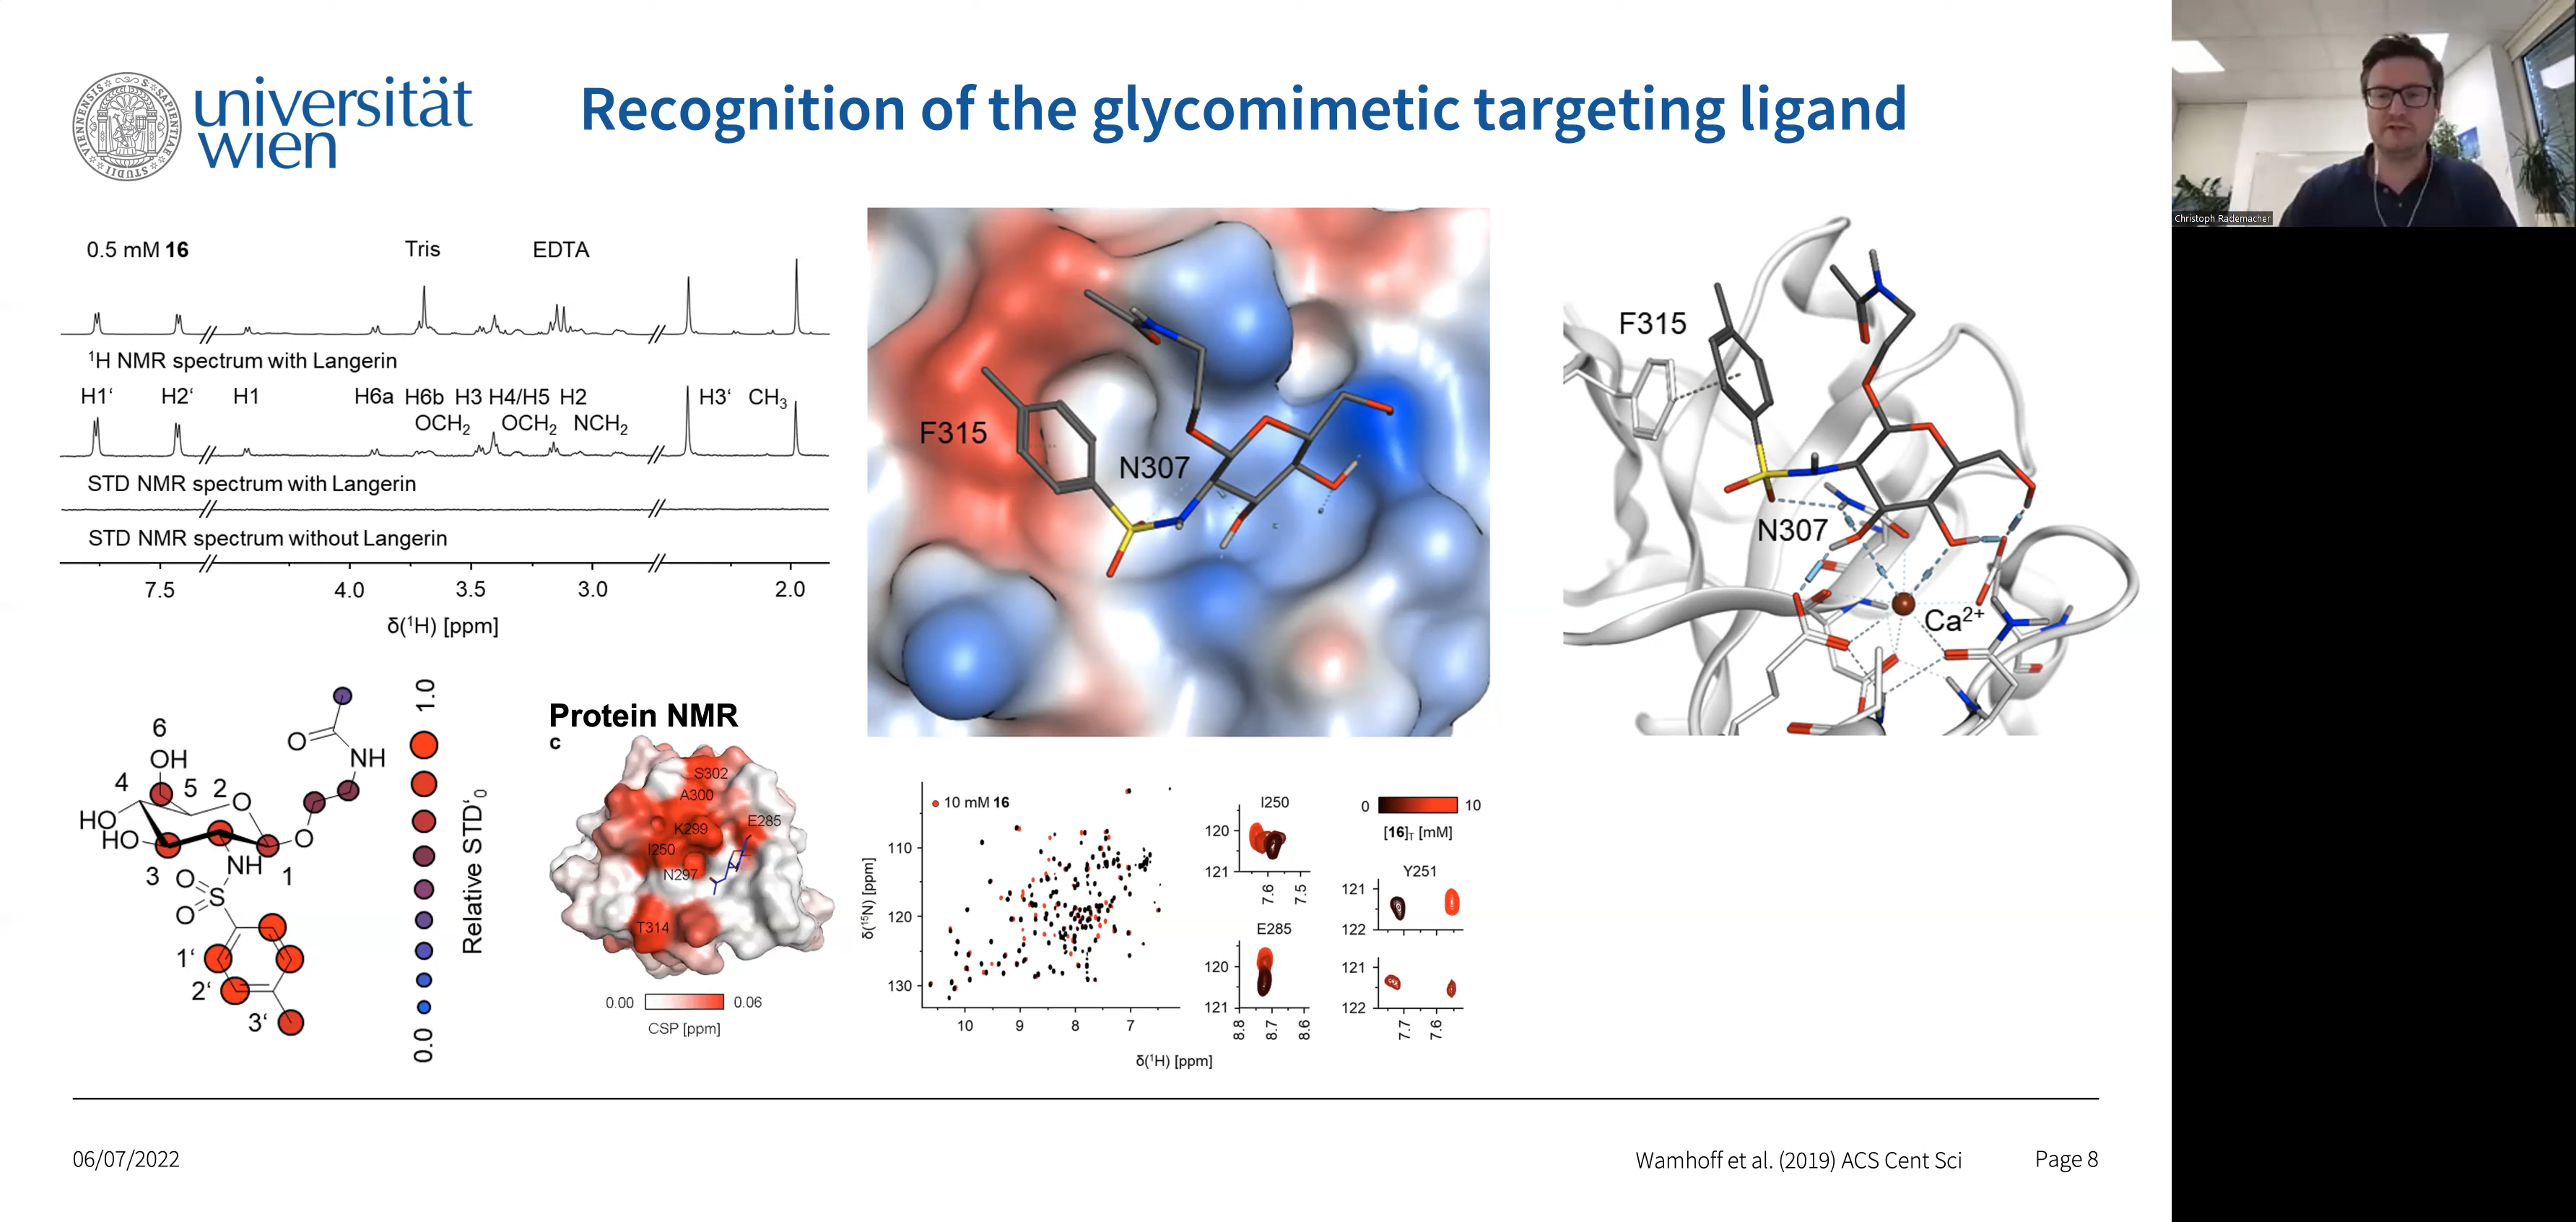 universität
wien
Recognition of the glycomimetic targeting ligand
Christoph Rademacher
0.5 mM 16
Tris
EDTA
¹H NMR spectrum with Langerin
H1‘ H2‘ H1 H6a H6b H3 H4/H5 H2 H3‘ CH₃
OCH₂ OCH₂ NCH₂
STD NMR spectrum with Langerin
STD NMR spectrum without Langerin
7.5 4.0 3.5 3.0 2.0
δ(¹H) [ppm]
F315
N307
F315
N307
Ca²⁺
6
OH
4
5
2
O
HO
HO
3
NH
1
O
O
NH
O
S
O
1‘
2‘
3‘
1.0
Relative STD‘₀
0.0
Protein NMR
c
S302
A300
K299
E285
I250
N297
T314
0.00 0.06
CSP [ppm]
10 mM 16
110
120
130
δ(¹⁵N) [ppm]
10 9 8 7
δ(¹H) [ppm]
I250
120
121
7.6 7.5
E285
120
121
8.8 8.7 8.6
0 10
[16]T [mM]
Y251
121
122
121
122
7.7 7.6
06/07/2022
Wamhoff et al. (2019) ACS Cent Sci
Page 8